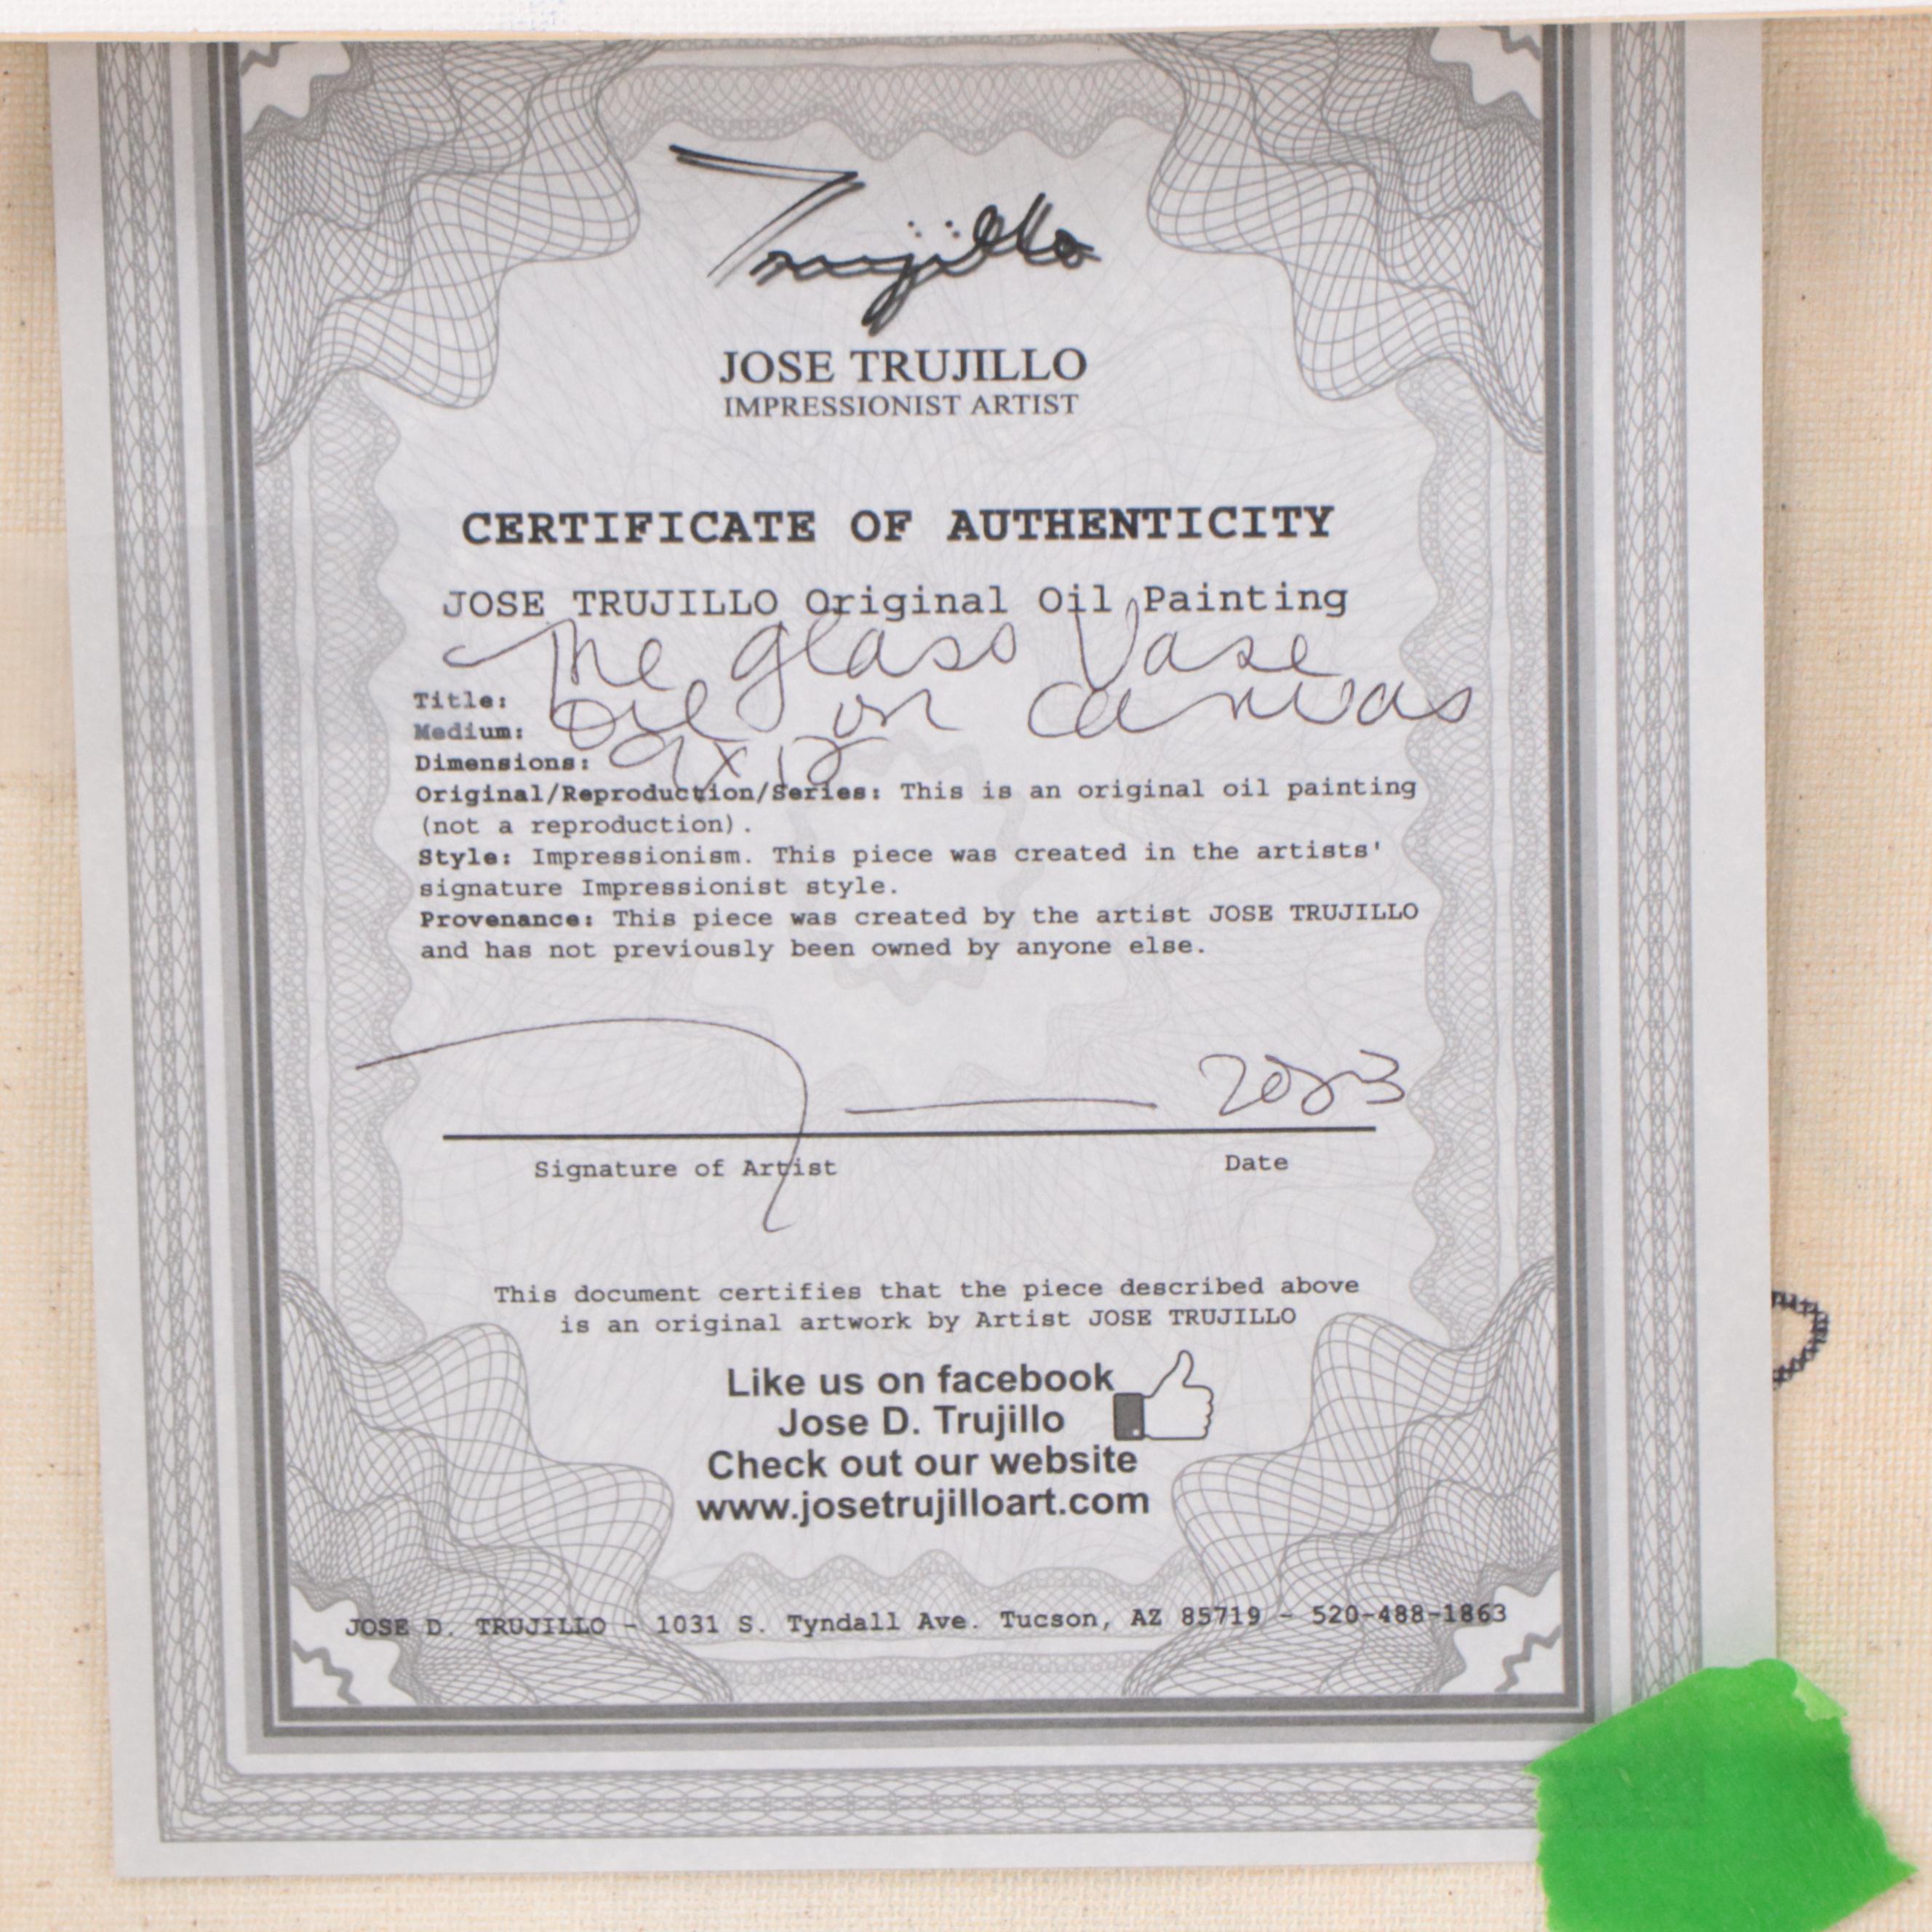 Trujillo
JOSE TRUJILLO
IMPRESSIONIST ARTIST
CERTIFICATE OF AUTHENTICITY
JOSE TRUJILLO Original Oil Painting
Title: The glass Vase
Medium: Oil on canvas
Dimensions: 9x12
Original/Reproduction/Series: This is an original oil painting
(not a reproduction).
Style: Impressionism. This piece was created in the artists'
signature Impressionist style.
Provenance: This piece was created by the artist JOSE TRUJILLO
and has not previously been owned by anyone else.
2023
Signature of Artist Date
This document certifies that the piece described above
is an original artwork by Artist JOSE TRUJILLO
Like us on facebook
Jose D. Trujillo
Check out our website
www.josetrujilloart.com
JOSE D. TRUJILLO - 1031 S. Tyndall Ave. Tucson, AZ 85719 - 520-488-1863